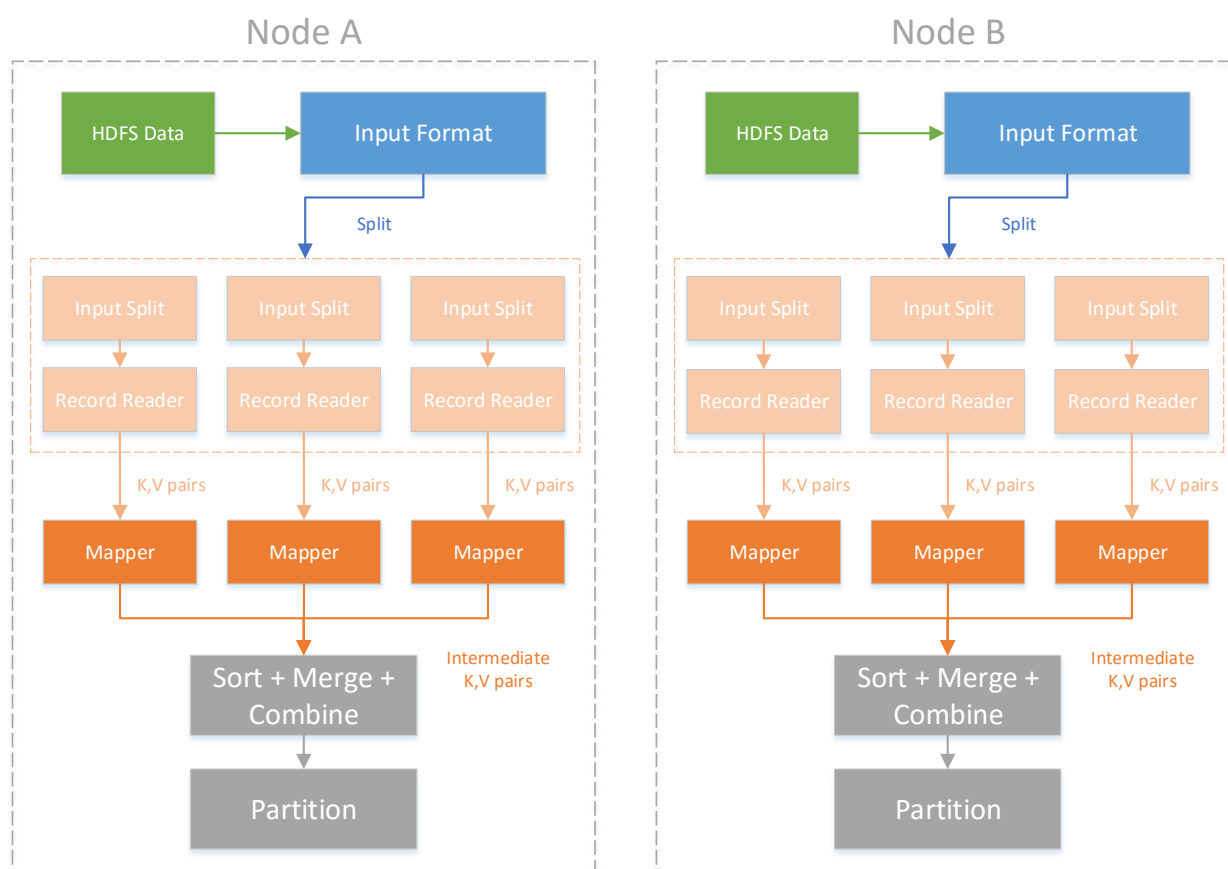 Node A
HDFS Data
Input Format
Split
Input Split
Input Split
Input Split
Record Reader
Record Reader
Record Reader
K,V pairs
K,V pairs
K,V pairs
Mapper
Mapper
Mapper
Intermediate
K,V pairs
Sort + Merge +
Combine
Partition
Node B
HDFS Data
Input Format
Split
Input Split
Input Split
Input Split
Record Reader
Record Reader
Record Reader
K,V pairs
K,V pairs
K,V pairs
Mapper
Mapper
Mapper
Intermediate
K,V pairs
Sort + Merge +
Combine
Partition